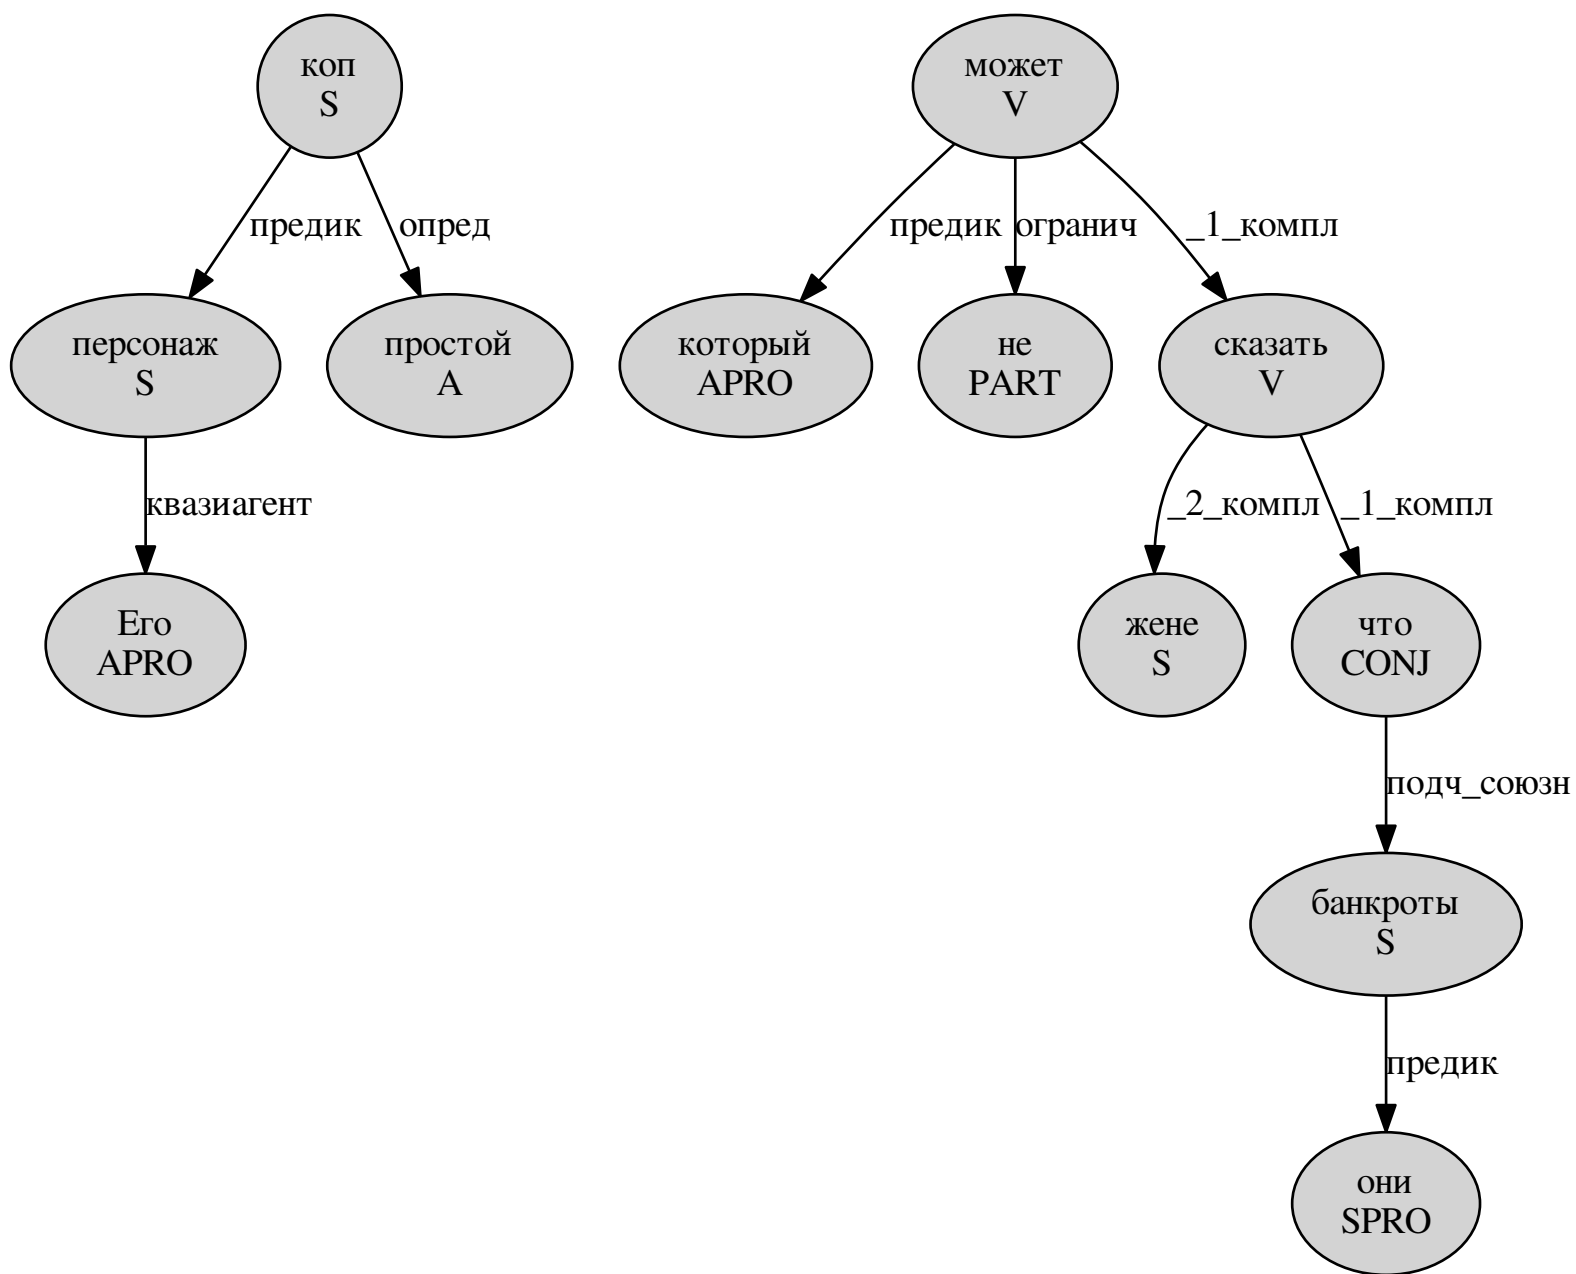 коп
S
может
V
предик
опред
предик
огранич
_1_компл
персонаж
S
простой
A
который
APRO
не
PART
сказать
V
квазиагент
_2_компл
_1_компл
Его
APRO
жене
S
что
CONJ
подч_союзн
банкроты
S
предик
они
SPRO